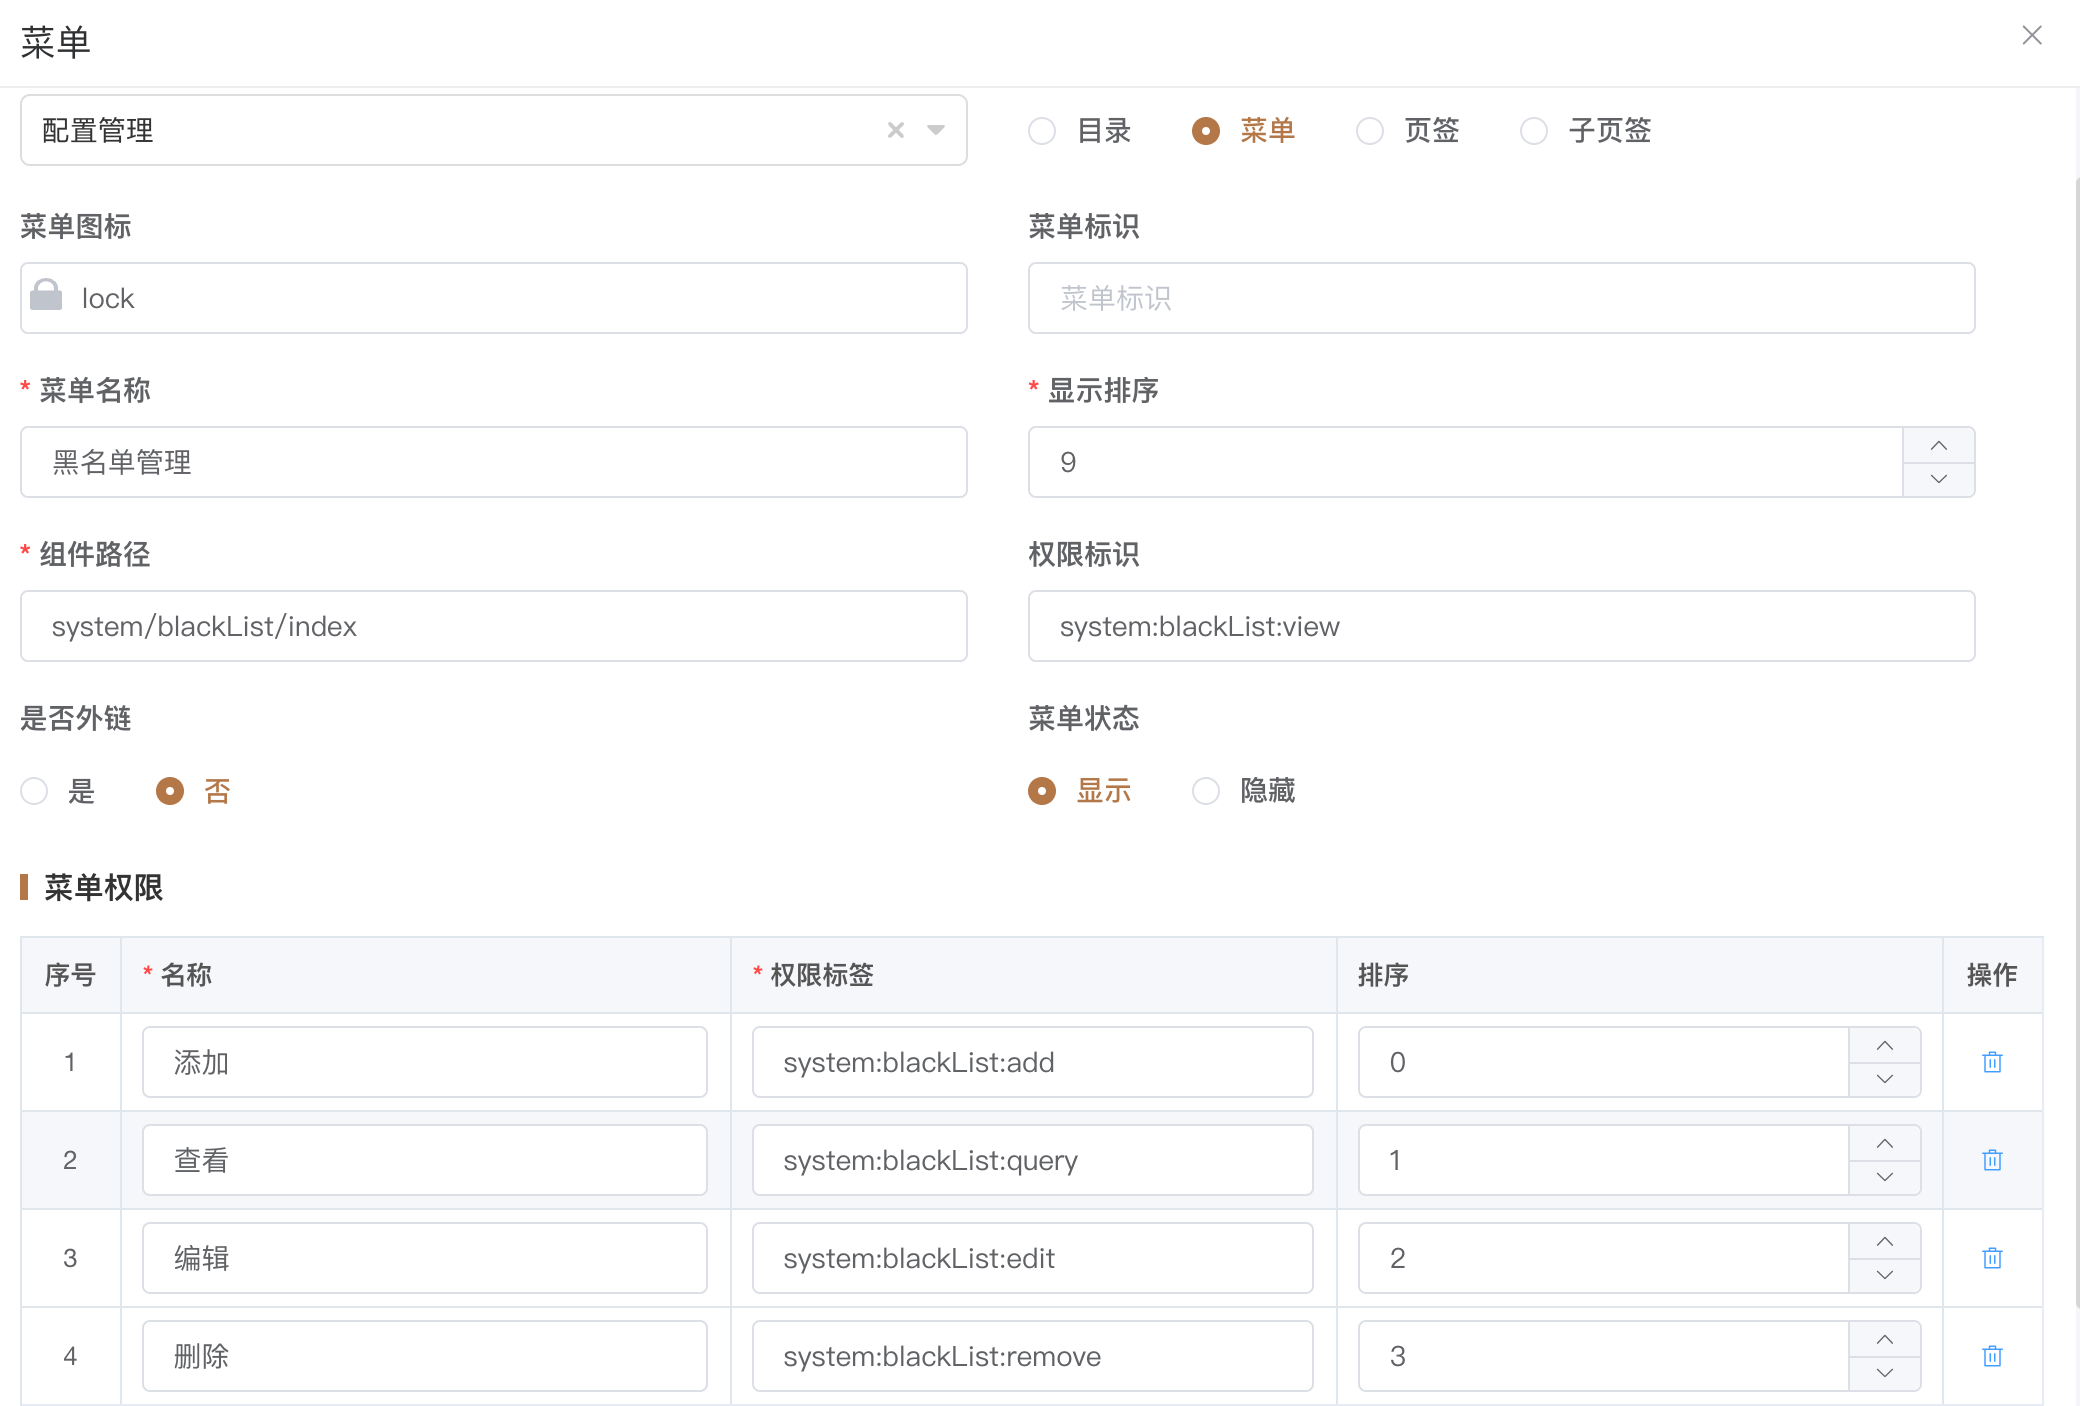 菜单
配置管理
目录 菜单 页签 子页签
菜单图标 菜单标识
lock 菜单标识
* 菜单名称 * 显示排序
黑名单管理 9
* 组件路径 权限标识
system/blackList/index system:blackList:view
是否外链 菜单状态
是 否 显示 隐藏
菜单权限
序号 * 名称 * 权限标签 排序 操作
1 添加 system:blackList:add 0
2 查看 system:blackList:query 1
3 编辑 system:blackList:edit 2
4 删除 system:blackList:remove 3